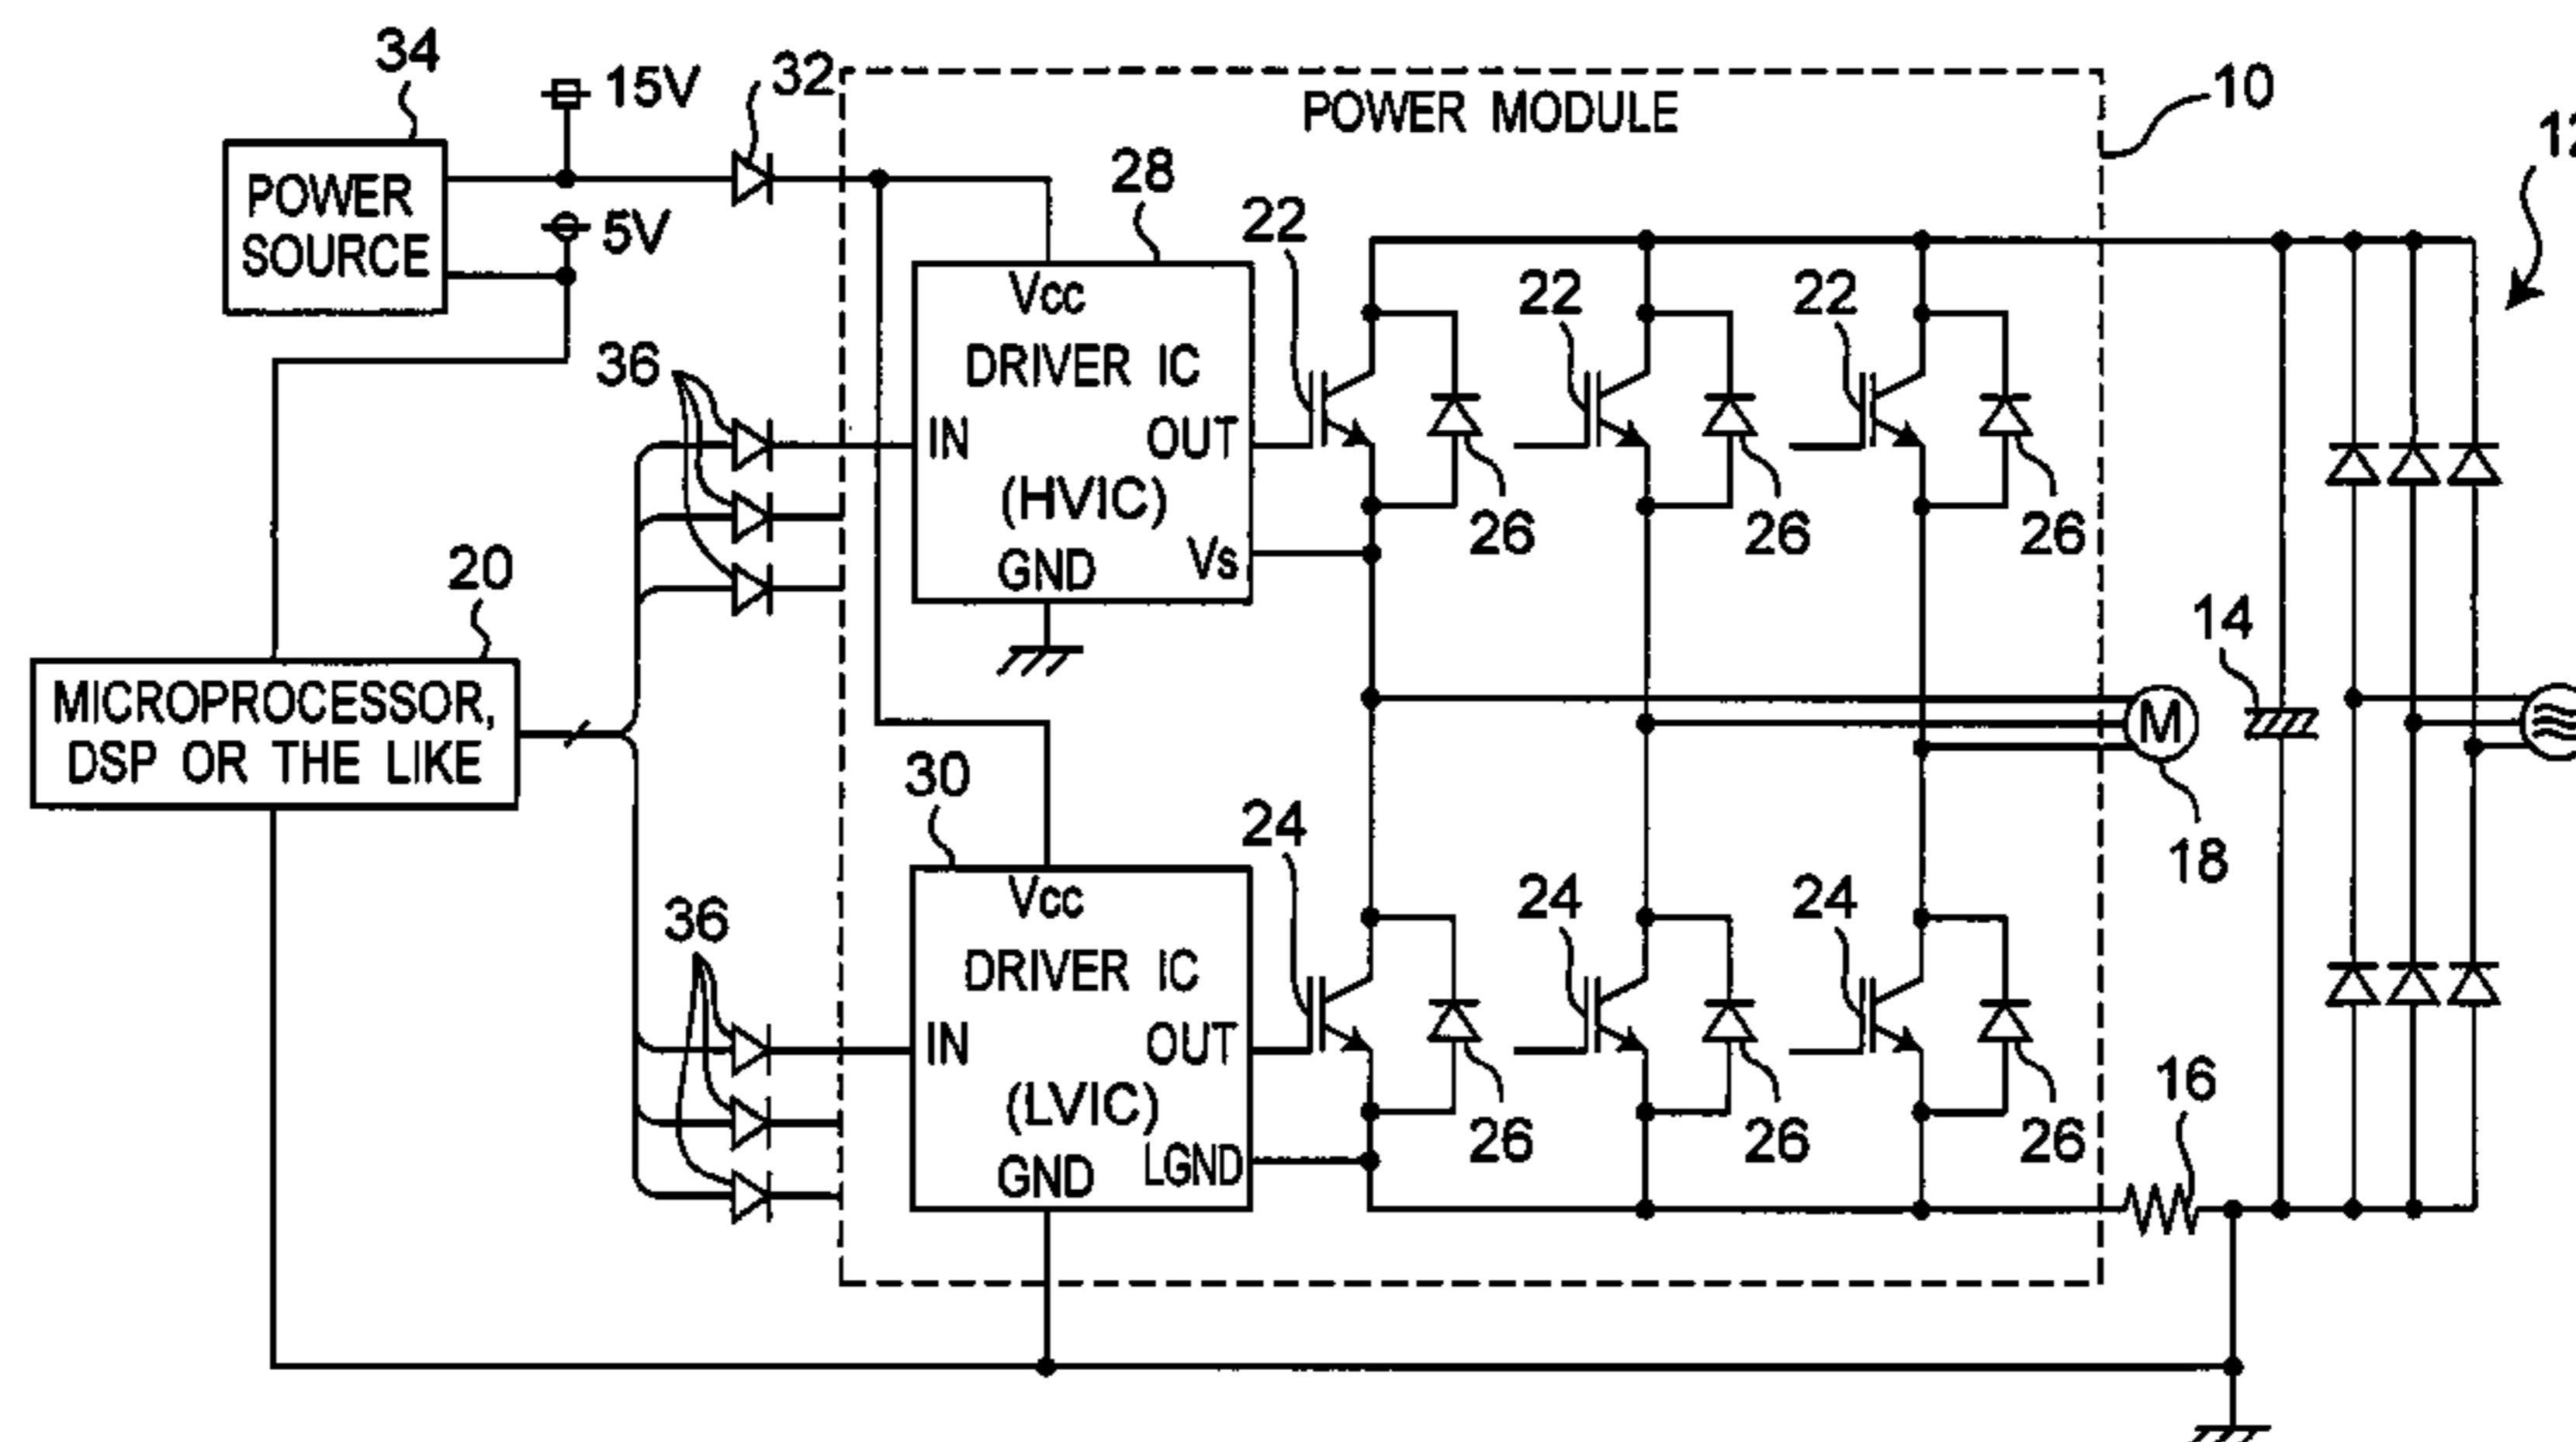 34
15V
32
POWER MODULE
10
12
POWER
SOURCE
5V
28
22
22
22
Vcc
DRIVER IC
IN
OUT
(HVIC)
GND
Vs
36
26
26
26
20
MICROPROCESSOR,
DSP OR THE LIKE
14
M
18
30
24
24
24
Vcc
DRIVER IC
IN
OUT
(LVIC)
GND
LGND
36
26
26
26
16